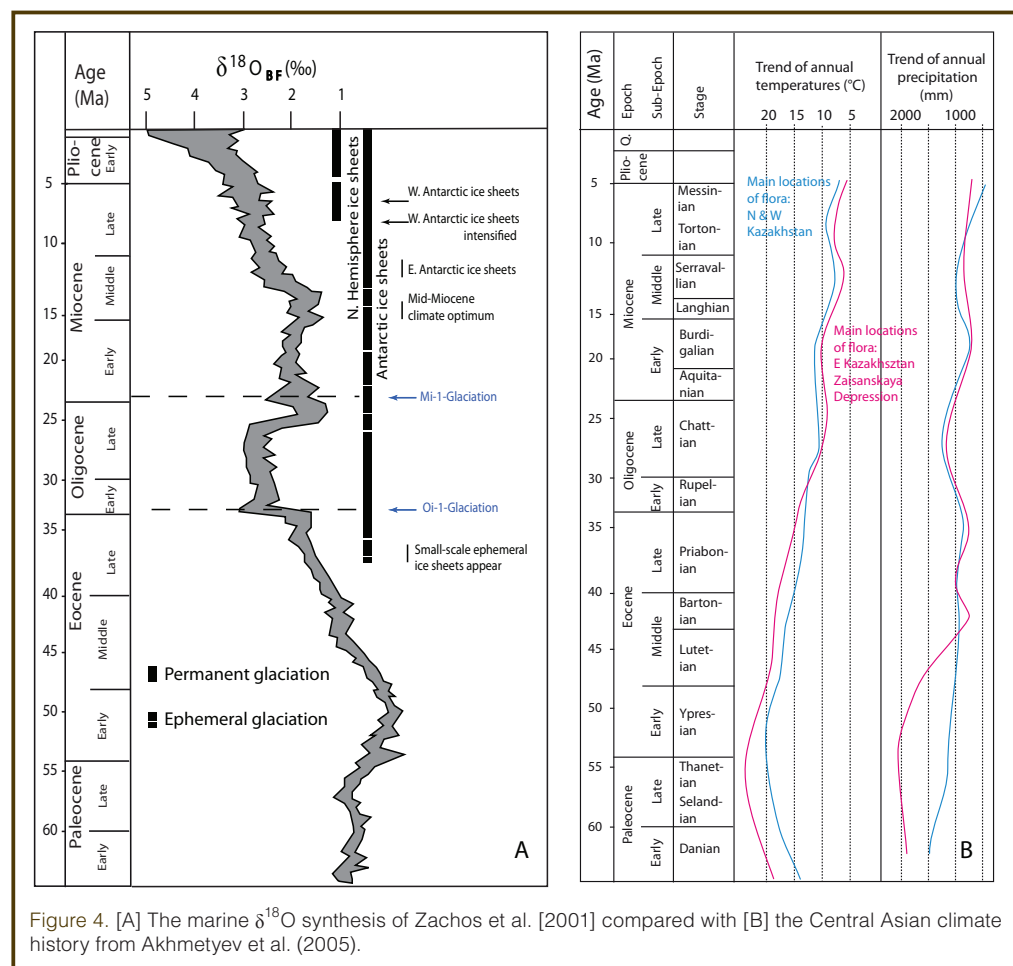 δ18O BF (‰)
Age
(Ma)
5 4 3 2 1
Plio-
cene
Early
5
Late
10
Miocene
Middle
15
Early
20
25
Oligocene
Late
30
Early
35
Late
40
Eocene
Middle
45
50
Early
55
Paleocene
Late
60
Early
N. Hemisphere ice sheets
Antarctic ice sheets
W. Antarctic ice sheets
W. Antarctic ice sheets
intensified
E. Antarctic ice sheets
Mid-Miocene
climate optimum
Mi-1-Glaciation
Oi-1-Glaciation
Small-scale ephemeral
ice sheets appear
Permanent glaciation
Ephemeral glaciation
A
Age (Ma)
Epoch
Sub-Epoch
Stage
Trend of annual
temperatures (°C)
20 15 10 5
Trend of annual
precipitation
(mm)
2000 1000
Q.
Pliocene
5
Miocene
Late
Messin-
ian
Torton-
ian
10
Middle
Serraval-
lian
15
Langhian
Early
Burdi-
galian
20
Aquita-
nian
25
Oligocene
Late
Chatt-
ian
30
Early
Rupel-
ian
35
Eocene
Late
Priabon-
ian
40
Middle
Barton-
ian
45
Lutet-
ian
50
Early
Ypres-
ian
55
Paleocene
Late
Thanet-
ian
Seland-
ian
60
Early
Danian
Main locations
of flora:
N & W
Kazakhstan
Main locations
of flora:
E Kazakhsztan
Zaisanskaya
Depression
B
Figure 4. [A] The marine δ18O synthesis of Zachos et al. [2001] compared with [B] the Central Asian climate
history from Akhmetyev et al. (2005).